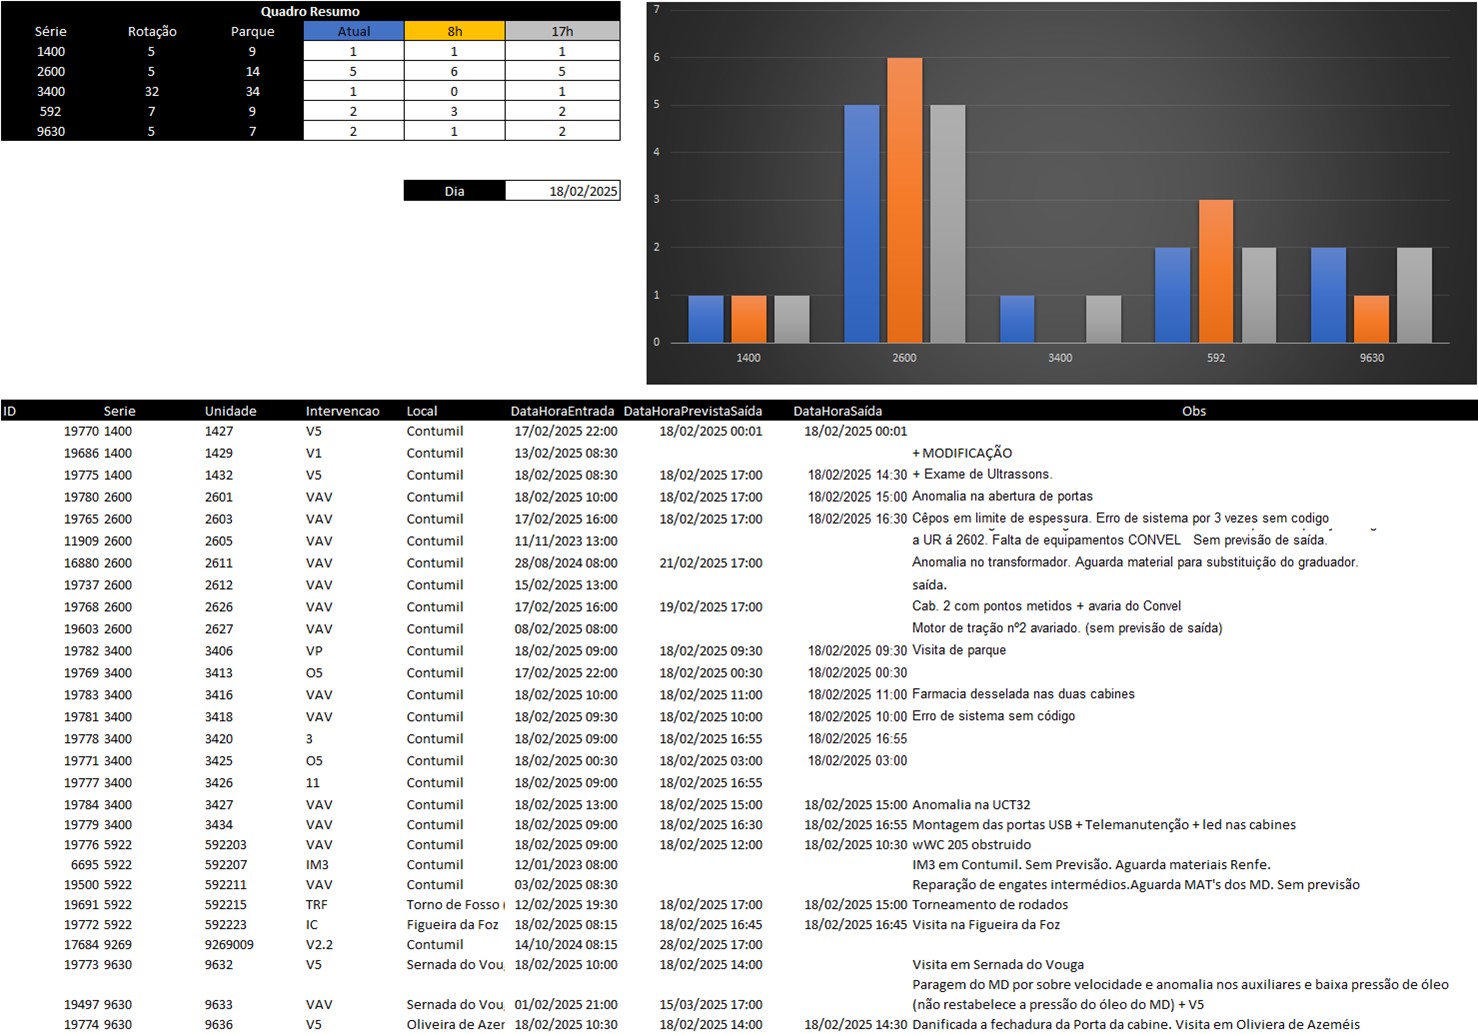 Quadro Resumo
Série Rotação Parque Atual 8h 17h
1400 5 9 1 1 1
2600 5 14 5 6 5
3400 32 34 1 0 1
592 7 9 2 3 2
9630 5 7 2 1 2
Dia 18/02/2025
7
6
5
4
3
2
1
0
1400 2600 3400 592 9630
ID Serie Unidade Intervencao Local DataHoraEntrada DataHoraPrevistaSaída DataHoraSaída Obs
19770 1400 1427 V5 Contumil 17/02/2025 22:00 18/02/2025 00:01 18/02/2025 00:01
19686 1400 1429 V1 Contumil 13/02/2025 08:30 + MODIFICAÇÃO
19775 1400 1432 V5 Contumil 18/02/2025 08:30 18/02/2025 17:00 18/02/2025 14:30 + Exame de Ultrassons.
19780 2600 2601 VAV Contumil 18/02/2025 10:00 18/02/2025 17:00 18/02/2025 15:00 Anomalia na abertura de portas
19765 2600 2603 VAV Contumil 17/02/2025 16:00 18/02/2025 17:00 18/02/2025 16:30 Cêpos em limite de espessura. Erro de sistema por 3 vezes sem codigo
11909 2600 2605 VAV Contumil 11/11/2023 13:00 a UR á 2602. Falta de equipamentos CONVEL Sem previsão de saída.
16880 2600 2611 VAV Contumil 28/08/2024 08:00 21/02/2025 17:00 Anomalia no transformador. Aguarda material para substituição do graduador.
19737 2600 2612 VAV Contumil 15/02/2025 13:00 saída.
19768 2600 2626 VAV Contumil 17/02/2025 16:00 19/02/2025 17:00 Cab. 2 com pontos metidos + avaria do Convel
19603 2600 2627 VAV Contumil 08/02/2025 08:00 Motor de tração nº2 avariado. (sem previsão de saída)
19782 3400 3406 VP Contumil 18/02/2025 09:00 18/02/2025 09:30 18/02/2025 09:30 Visita de parque
19769 3400 3413 O5 Contumil 17/02/2025 22:00 18/02/2025 00:30 18/02/2025 00:30
19783 3400 3416 VAV Contumil 18/02/2025 10:00 18/02/2025 11:00 18/02/2025 11:00 Farmacia desselada nas duas cabines
19781 3400 3418 VAV Contumil 18/02/2025 09:30 18/02/2025 10:00 18/02/2025 10:00 Erro de sistema sem código
19778 3400 3420 3 Contumil 18/02/2025 09:00 18/02/2025 16:55 18/02/2025 16:55
19771 3400 3425 O5 Contumil 18/02/2025 00:30 18/02/2025 03:00 18/02/2025 03:00
19777 3400 3426 11 Contumil 18/02/2025 09:00 18/02/2025 16:55
19784 3400 3427 VAV Contumil 18/02/2025 13:00 18/02/2025 15:00 18/02/2025 15:00 Anomalia na UCT32
19779 3400 3434 VAV Contumil 18/02/2025 09:00 18/02/2025 16:30 18/02/2025 16:55 Montagem das portas USB + Telemanutenção + led nas cabines
19776 5922 592203 VAV Contumil 18/02/2025 09:00 18/02/2025 12:00 18/02/2025 10:30 wWC 205 obstruido
6695 5922 592207 IM3 Contumil 12/01/2023 08:00 IM3 em Contumil. Sem Previsão. Aguarda materiais Renfe.
19500 5922 592211 VAV Contumil 03/02/2025 08:30 Reparação de engates intermédios.Aguarda MAT's dos MD. Sem previsão
19691 5922 592215 TRF Torno de Fosso ( 12/02/2025 19:30 18/02/2025 17:00 18/02/2025 15:00 Torneamento de rodados
19772 5922 592223 IC Figueira da Foz 18/02/2025 08:15 18/02/2025 16:45 18/02/2025 16:45 Visita na Figueira da Foz
17684 9269 9269009 V2.2 Contumil 14/10/2024 08:15 28/02/2025 17:00
19773 9630 9632 V5 Sernada do Vou 18/02/2025 10:00 18/02/2025 14:00 Visita em Sernada do Vouga
Paragem do MD por sobre velocidade e anomalia nos auxiliares e baixa pressão de óleo
19497 9630 9633 VAV Sernada do Vou 01/02/2025 21:00 15/03/2025 17:00 (não restabelece a pressão do óleo do MD) + V5
19774 9630 9636 V5 Oliveira de Azer 18/02/2025 10:30 18/02/2025 14:00 18/02/2025 14:30 Danificada a fechadura da Porta da cabine. Visita em Oliviera de Azeméis